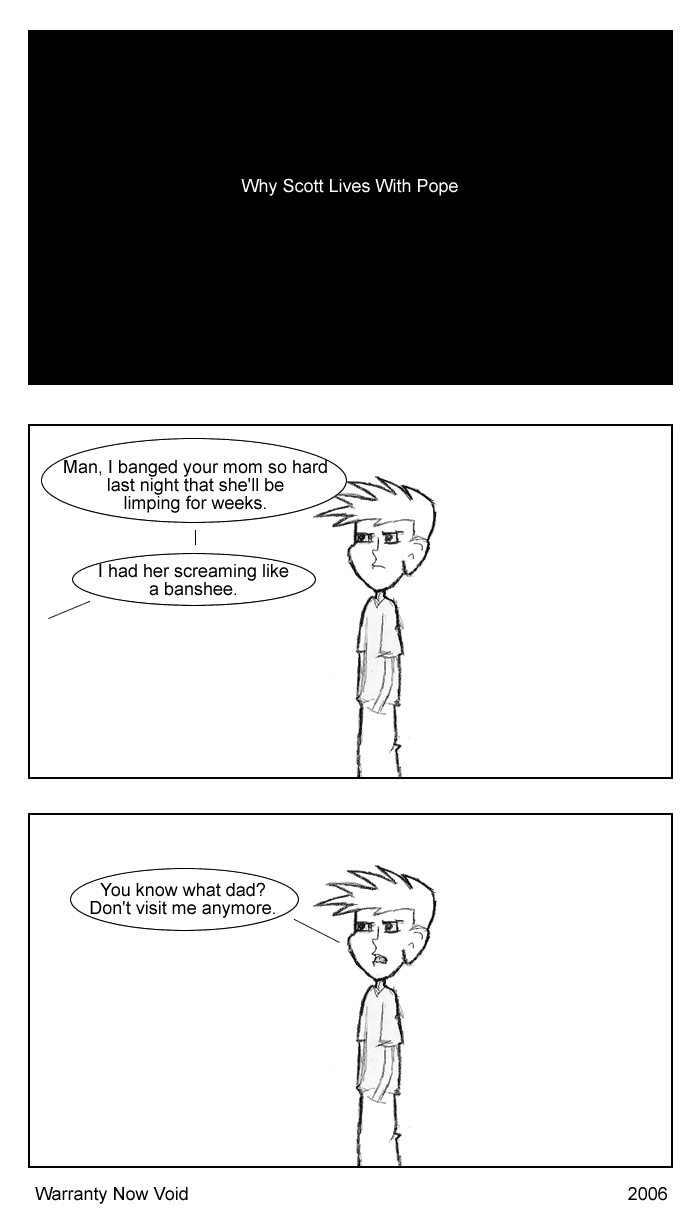 Why Scott Lives With Pope
Man, I banged your mom so hard
last night that she'll be
limping for weeks.
I had her screaming like
a banshee.
You know what dad?
Don't visit me anymore.
Warranty Now Void
2006